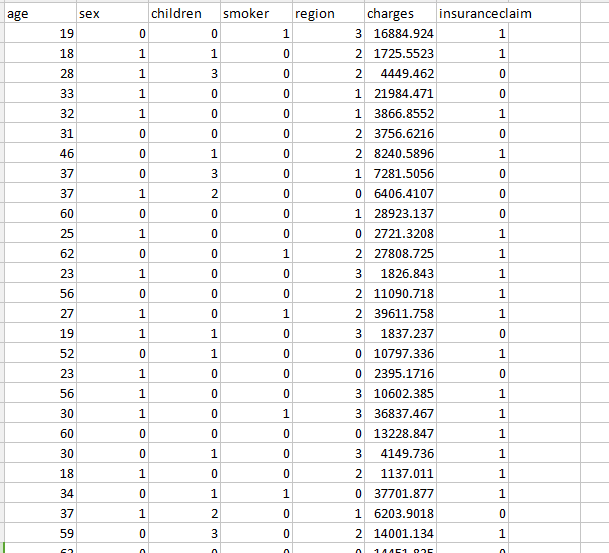 age sex children smoker region charges insuranceclaim
19 0 0 1 3 16884.924 1
18 1 1 0 2 1725.5523 1
28 1 3 0 2 4449.462 0
33 1 0 0 1 21984.471 0
32 1 0 0 1 3866.8552 1
31 0 0 0 2 3756.6216 0
46 0 1 0 2 8240.5896 1
37 0 3 0 1 7281.5056 0
37 1 2 0 0 6406.4107 0
60 0 0 0 1 28923.137 0
25 1 0 0 0 2721.3208 1
62 0 0 1 2 27808.725 1
23 1 0 0 3 1826.843 1
56 0 0 0 2 11090.718 1
27 1 0 1 2 39611.758 1
19 1 1 0 3 1837.237 0
52 0 1 0 0 10797.336 1
23 1 0 0 0 2395.1716 0
56 1 0 0 3 10602.385 1
30 1 0 1 3 36837.467 1
60 0 0 0 0 13228.847 1
30 0 1 0 3 4149.736 1
18 1 0 0 2 1137.011 1
34 0 1 1 0 37701.877 1
37 1 2 0 1 6203.9018 0
59 0 3 0 2 14001.134 1
63 0 0 0 0 14451.835 1